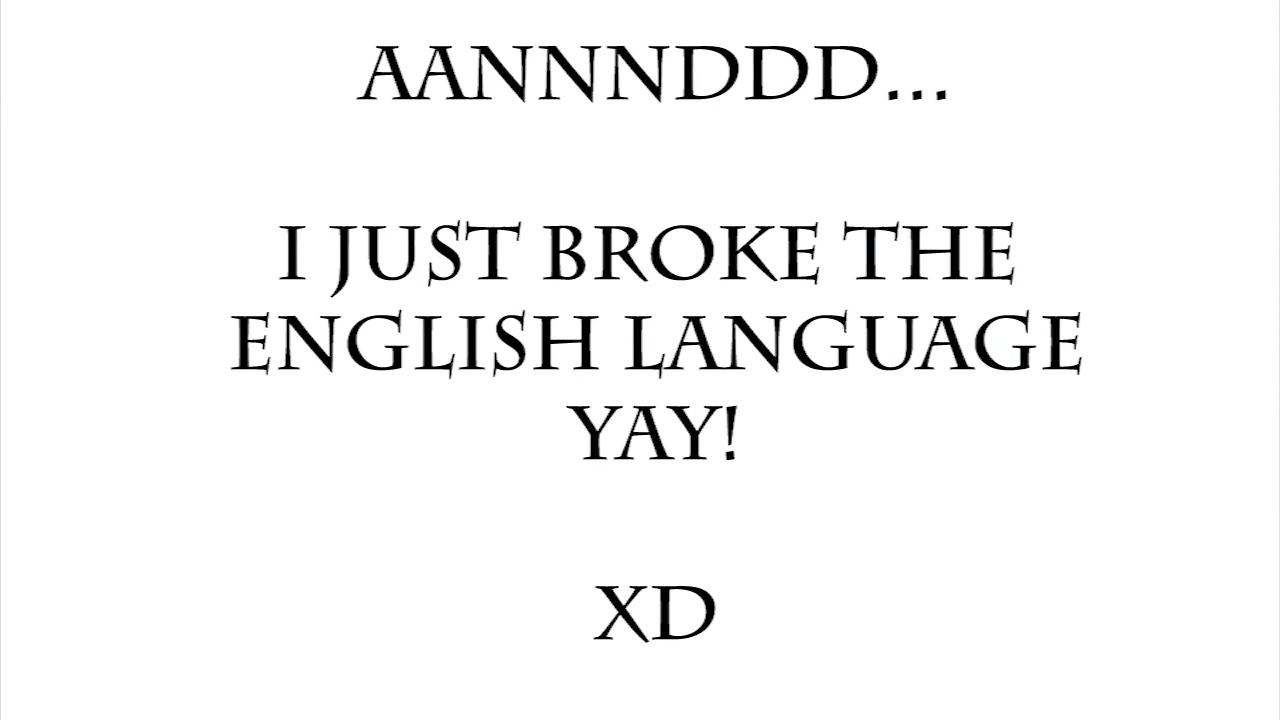 AANNNDDD...
I JUST BROKE THE
ENGLISH LANGUAGE
YAY!
XD